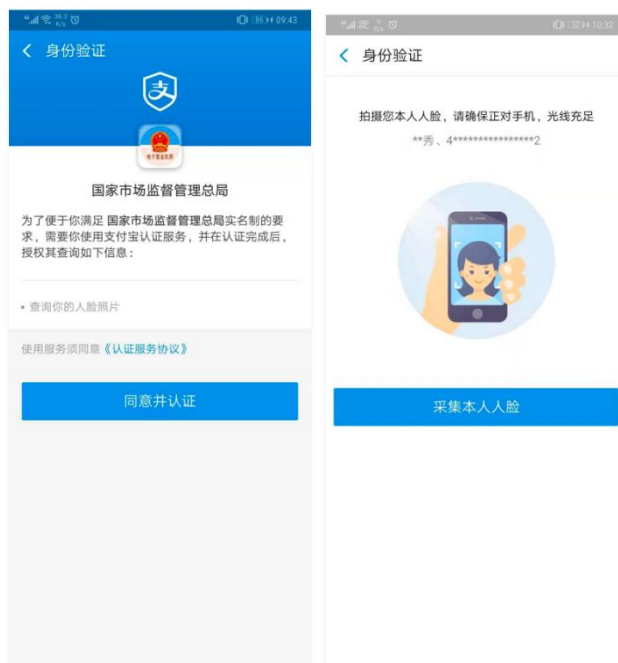 36.3
K/s
(66)
09:43
身份验证
支
电子营业执照
国家市场监督管理总局
为了便于你满足 国家市场监督管理总局实名制的要
求，需要你使用支付宝认证服务，并在认证完成后，
授权其查询如下信息：
• 查询你的人脸照片
使用服务须同意《认证服务协议》
同意并认证
K/s
10:32
身份验证
拍摄您本人人脸，请确保正对手机，光线充足
**秀、4****************2
采集本人人脸